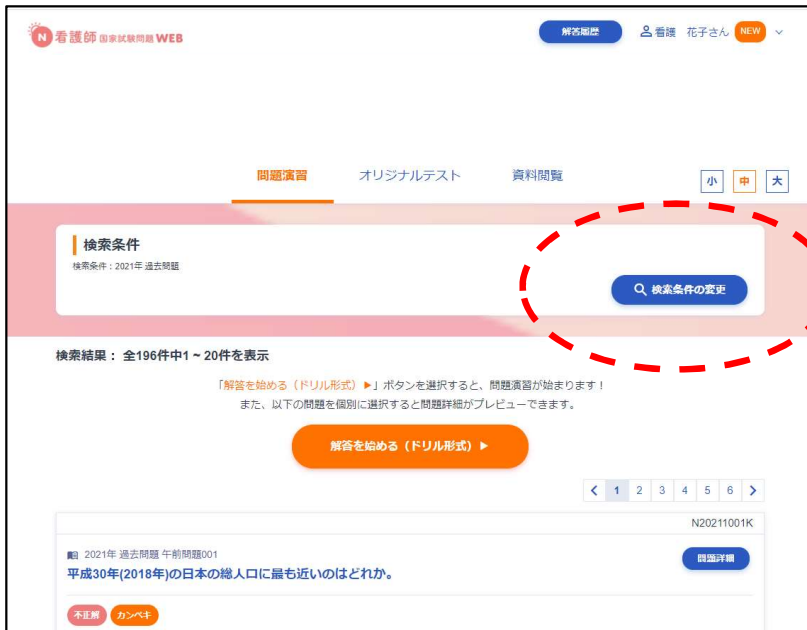 N 看護師 国家試験問題 WEB
解答履歴 看護 花子さん NEW
問題演習 オリジナルテスト 資料閲覧
小 中 大
検索条件
検索条件：2021年 過去問題
検索条件の変更
検索結果： 全196件中1 ~ 20件を表示
「解答を始める（ドリル形式）▶」ボタンを選択すると、問題演習が始まります！
また、以下の問題を個別に選択すると問題詳細がプレビューできます。
解答を始める（ドリル形式）▶
1 2 3 4 5 6
N20211001K
2021年 過去問題 午前問題001
問題詳細
平成30年(2018年)の日本の総人口に最も近いのはどれか。
不正解 カンペキ